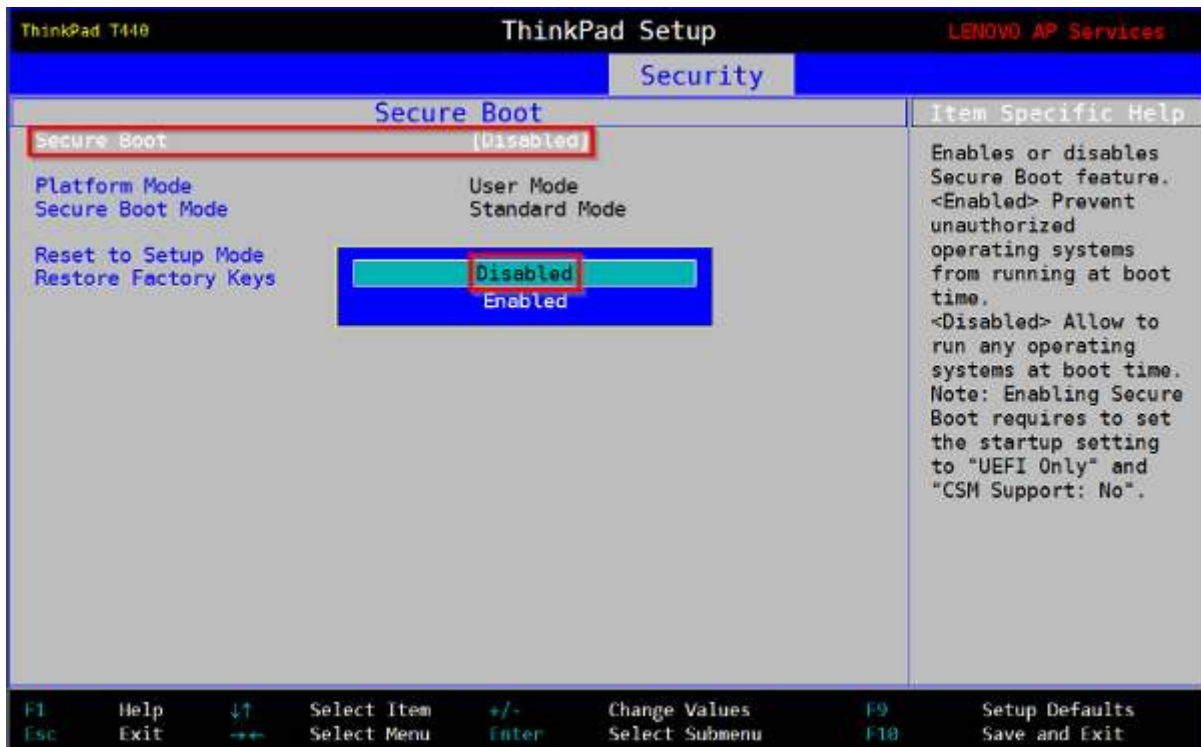 ThinkPad T440
ThinkPad Setup
LENOVO AP Services
Security
Secure Boot
Item Specific Help
Secure Boot [Disabled]
Platform Mode User Mode
Secure Boot Mode Standard Mode
Reset to Setup Mode
Restore Factory Keys
Disabled
Enabled
Enables or disables
Secure Boot feature.
<Enabled> Prevent
unauthorized
operating systems
from running at boot
time.
<Disabled> Allow to
run any operating
systems at boot time.
Note: Enabling Secure
Boot requires to set
the startup setting
to "UEFI Only" and
"CSM Support: No".
F1 Help ↓↑ Select Item +/- Change Values F9 Setup Defaults
Esc Exit →← Select Menu Enter Select Submenu F10 Save and Exit